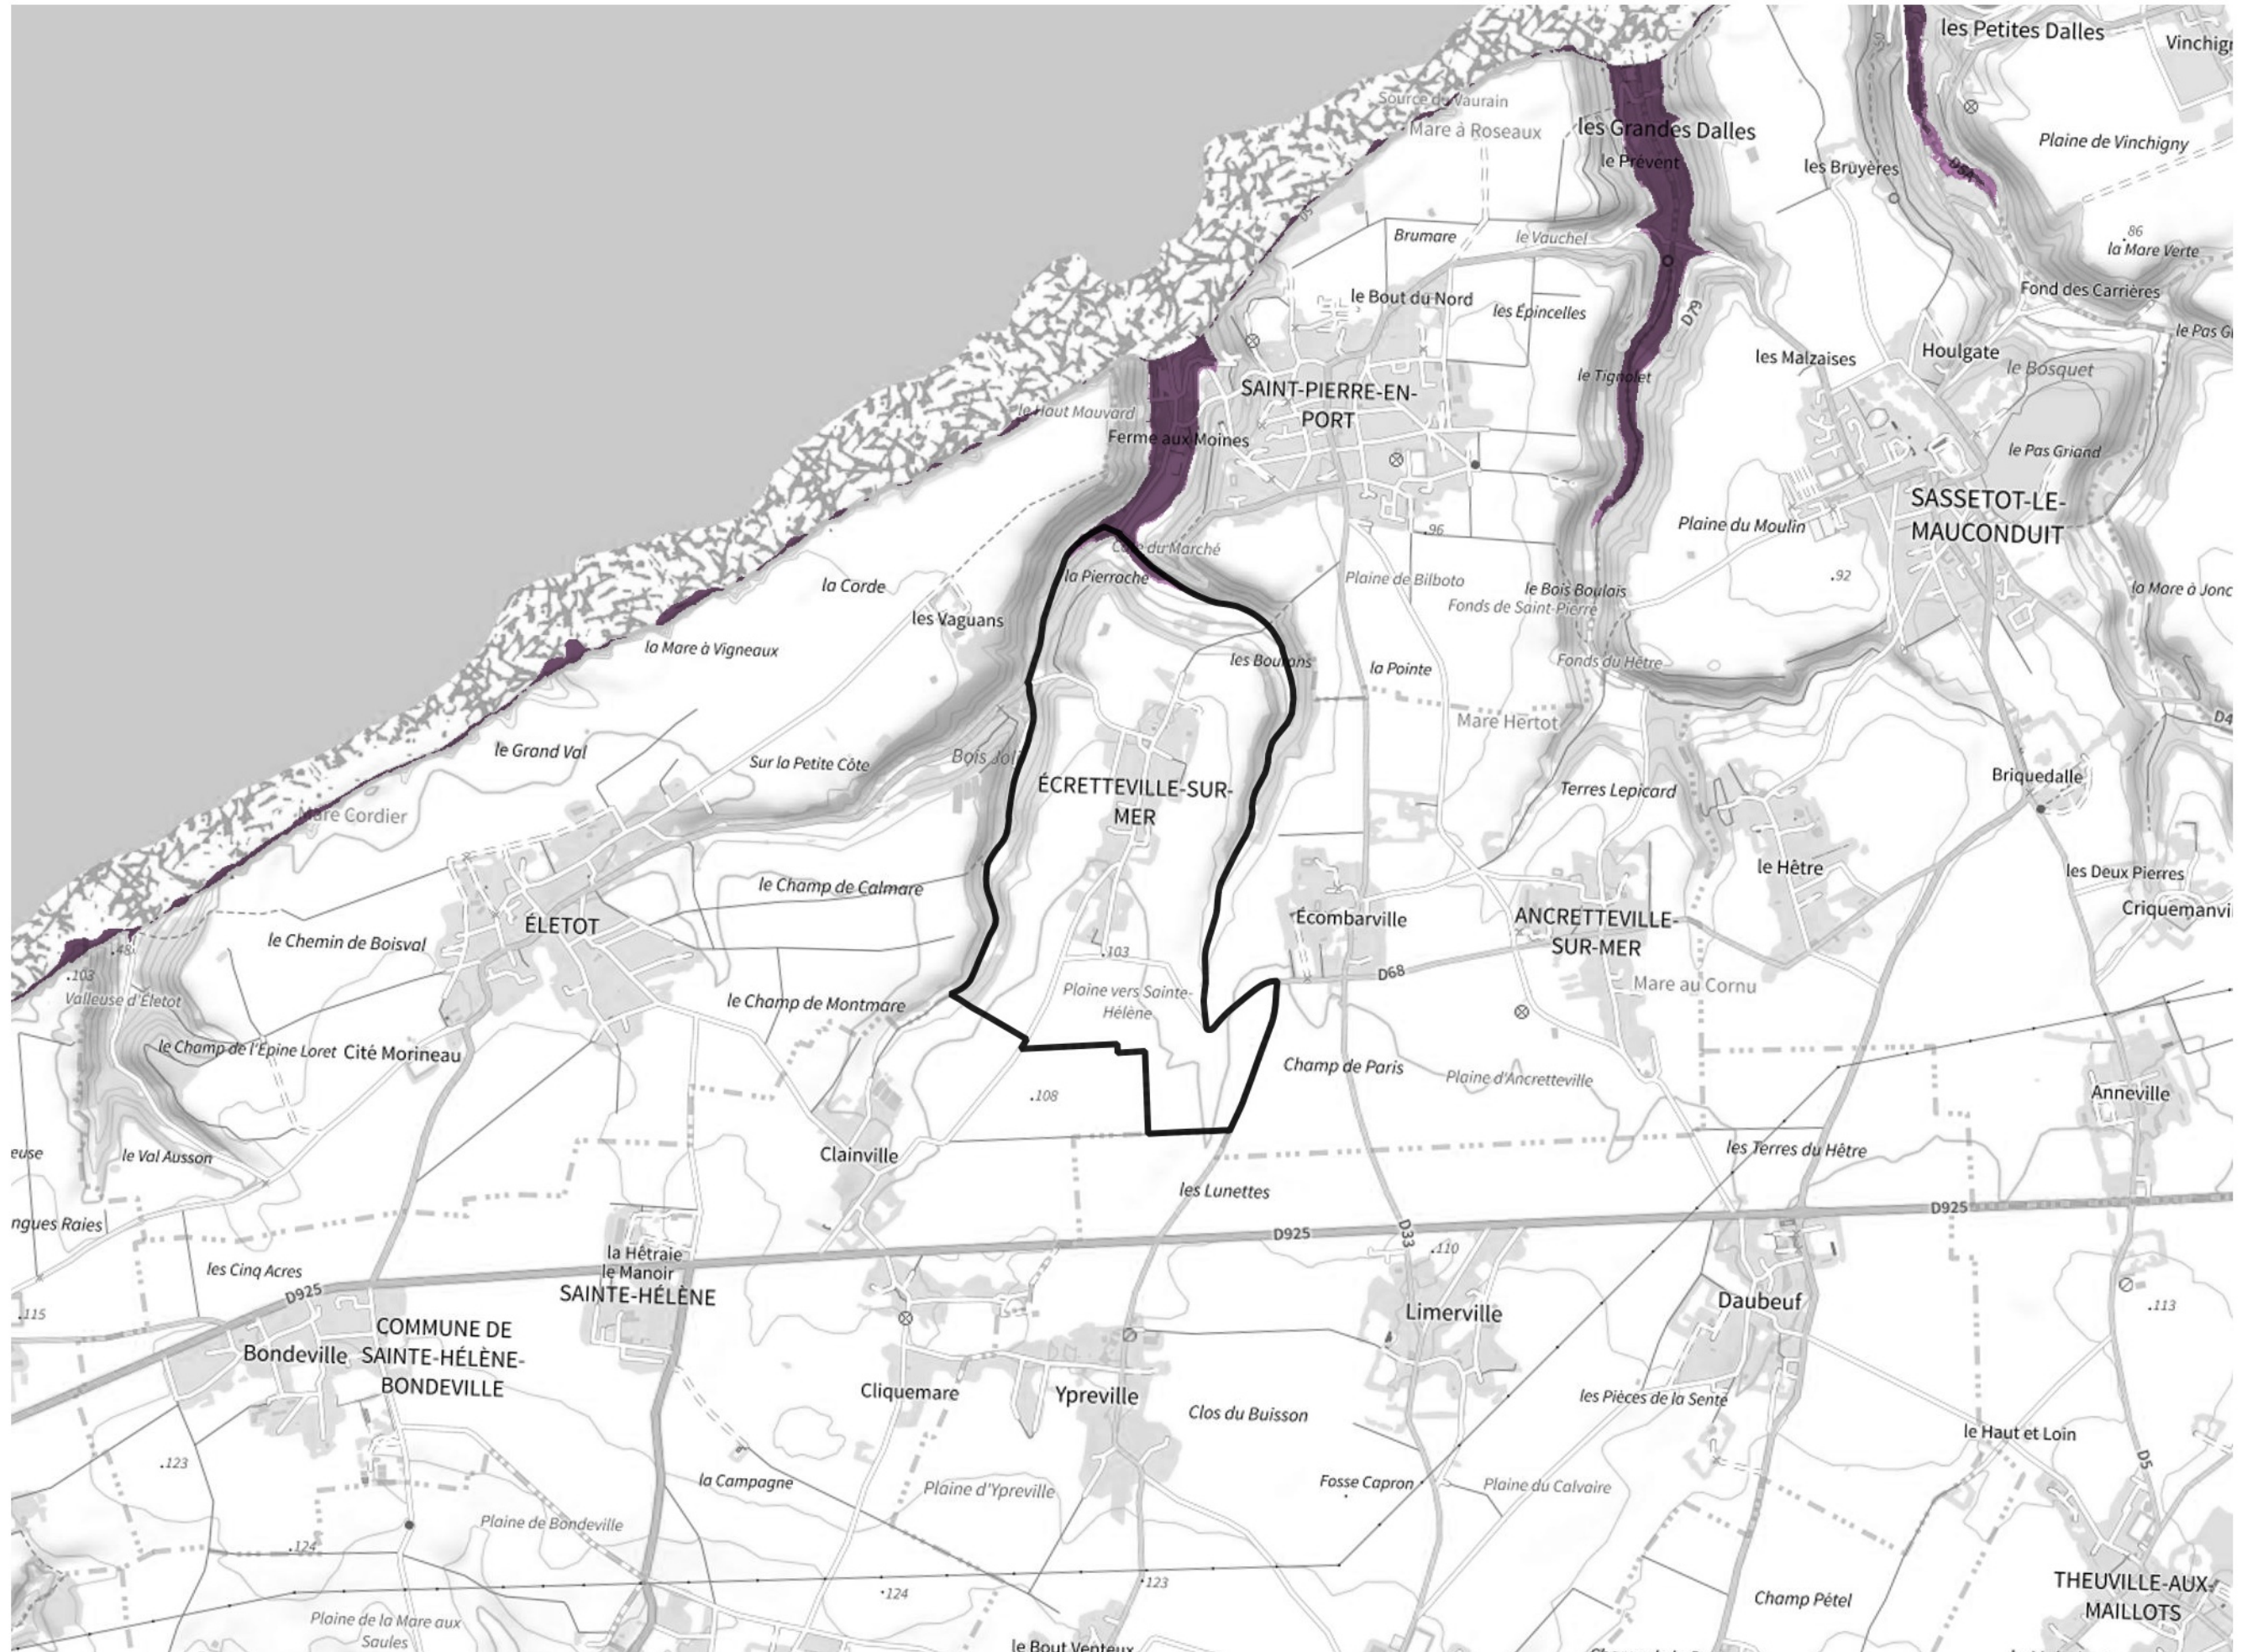 les Petites Dalles
Vinchig
50
Source du Vaurain
Mare à Roseaux
les Grandes Dalles
le Prévent
Plaine de Vinchigny
les Bruyères
D5A
50
Brumare
le Vauchel
.86
la Mare Verte
Fond des Carrières
le Bout du Nord
les Épincelles
D79
le Pas G
les Malzaises
Houlgate
le Bosquet
le Tignolet
SAINT-PIERRE-EN-
PORT
le Haut Mauvard
Ferme aux Moines
le Pas Griand
SASSETOT-LE-
MAUCONDUIT
Plaine du Moulin
.96
Côte du Marché
la Pierroche
Plaine de Bilboto
.92
la Corde
le Bois Boulais
la Mare à Jonc
Fonds de Saint-Pierre
les Vaguans
la Mare à Vigneaux
les Boulans
la Pointe
Fonds du Hêtre
Mare Hertot
D4
le Grand Val
Sur la Petite Côte
Bois Joli
ÉCRETTEVILLE-SUR-
MER
Terres Lepicard
Briquedalle
Mare Cordier
le Champ de Calmare
le Hêtre
les Deux Pierres
ÉLETOT
Écombarville
ANCRETTEVILLE-
SUR-MER
Criquemanvi
le Chemin de Boisval
.48
.103
.103
D68
Valleuse d'Életot
le Champ de Montmare
Plaine vers Sainte-
Hélène
Mare au Cornu
le Champ de l'Épine Loret
Cité Morineau
Champ de Paris
Plaine d'Ancretteville
.108
Anneville
euse
le Val Ausson
Clainville
les Terres du Hêtre
les Lunettes
ngues Raies
D925
D925
D33
.110
la Hêtraie
le Manoir
SAINTE-HÉLÈNE
les Cinq Acres
D925
.115
Limerville
Daubeuf
.113
COMMUNE DE
SAINTE-HÉLÈNE-
BONDEVILLE
Bondeville
Cliquemare
Ypreville
Clos du Buisson
les Pièces de la Sente
le Haut et Loin
D5
.123
la Campagne
Plaine d'Ypreville
Fosse Capron
Plaine du Calvaire
Plaine de Bondeville
.124
.124
.123
Champ Pétel
THEUVILLE-AUX-
MAILLOTS
Plaine de la Mare aux
Saules
le Bout Venteux